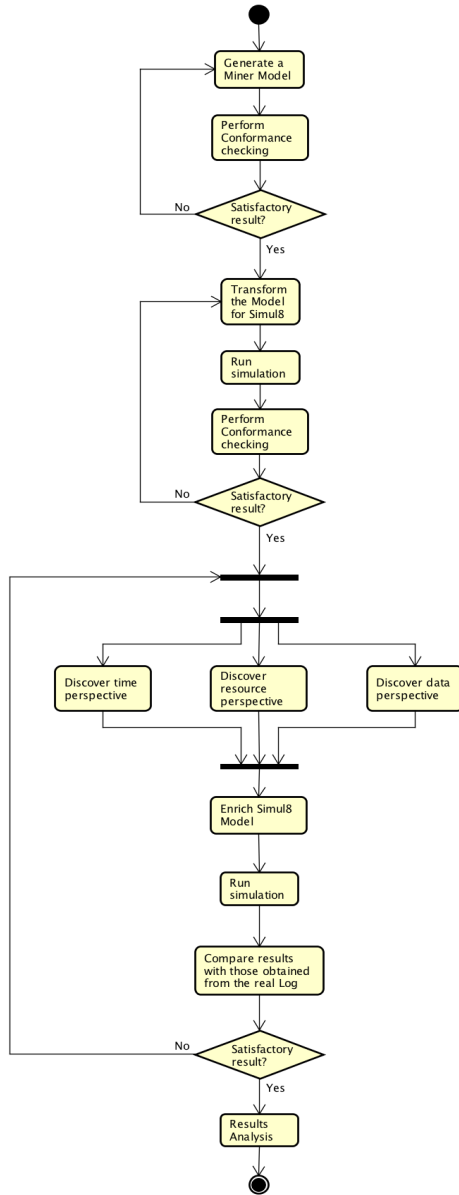 Generate a
Miner Model
Perform
Conformance
checking
Satisfactory
result?
No
Yes
Transform
the Model
for Simul8
Run
simulation
Perform
Conformance
checking
Satisfactory
result?
No
Yes
Discover time
perspective
Discover
resource
perspective
Discover data
perspective
Enrich Simul8
Model
Run
simulation
Compare results
with those obtained
from the real Log
Satisfactory
result?
No
Yes
Results
Analysis